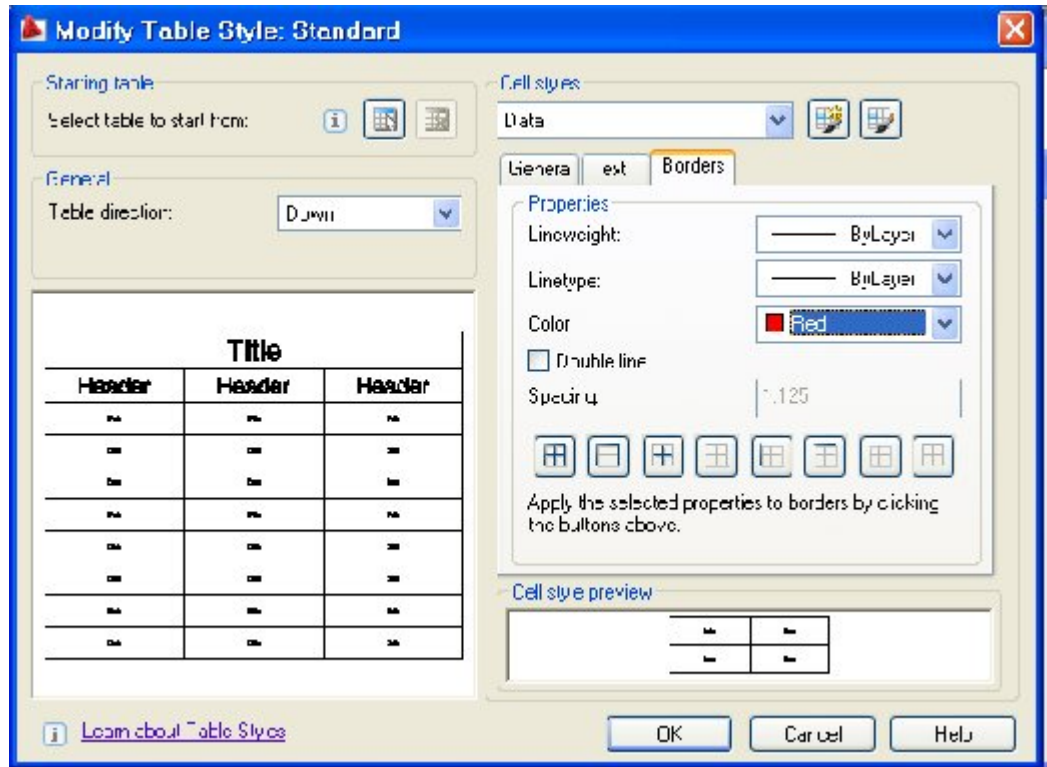 Modify Table Style: Standard
Starting table
Select table to start from:
General
Table direction:
Down
Title
Header Header Header
Learn about Table Styles
Cell styles
Data
General Text Borders
Properties
Lineweight: ByLayer
Linetype: ByLayer
Color Red
Double line
Spacing 1.125
Apply the selected properties to borders by clicking
the buttons above.
Cell style preview
OK Cancel Help